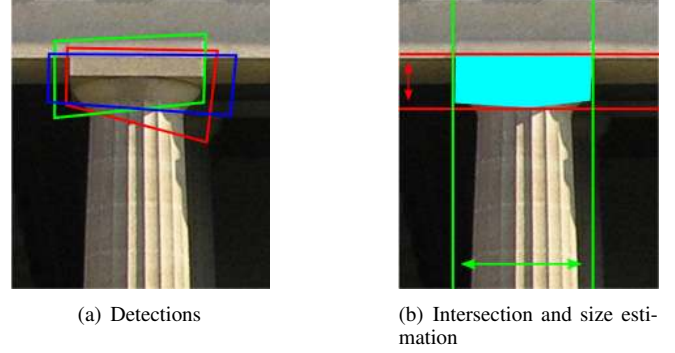 (a) Detections
(b) Intersection and size esti-
mation